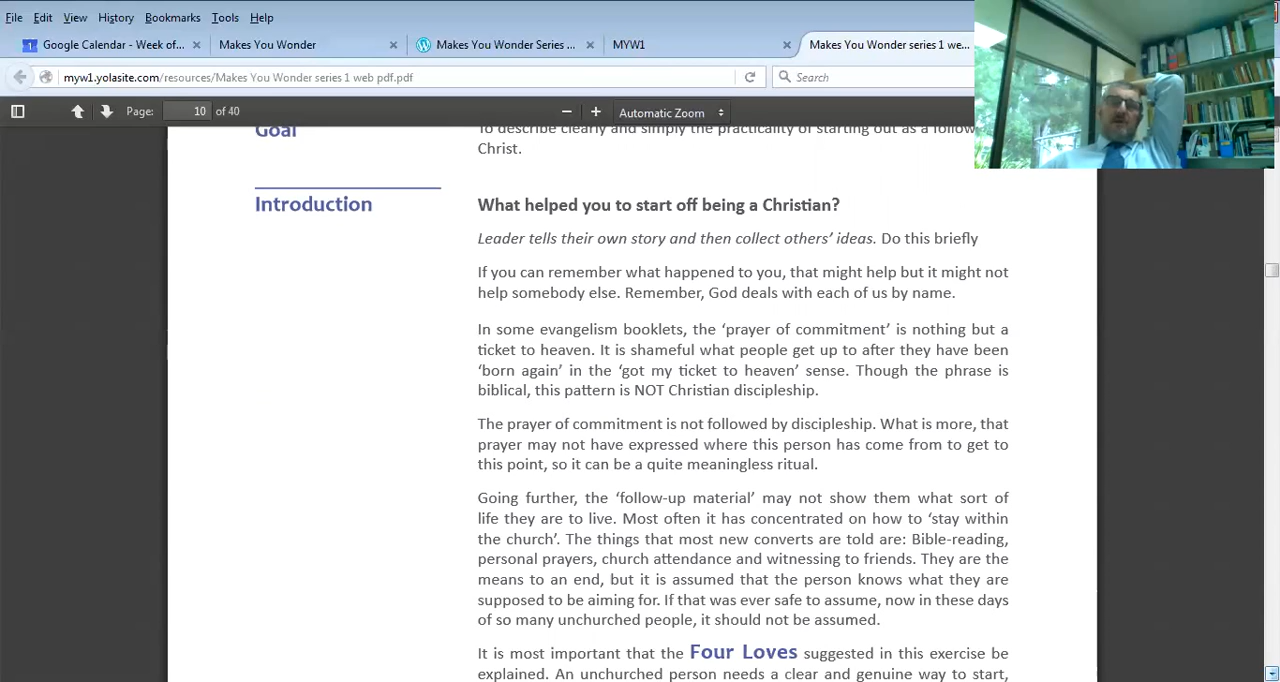 File Edit View History Bookmarks Tools Help
Google Calendar - Week of... × Makes You Wonder × Makes You Wonder Series ... × MYW1 × Makes You Wonder series 1 we...
myw1.yolasite.com/resources/Makes You Wonder series 1 web pdf.pdf Search
Page: 10 of 40 Automatic Zoom
Goal To describe clearly and simply the practicality of starting out as a
Christ.
Introduction What helped you to start off being a Christian?
Leader tells their own story and then collect others’ ideas. Do this briefly
If you can remember what happened to you, that might help but it might not
help somebody else. Remember, God deals with each of us by name.
In some evangelism booklets, the ‘prayer of commitment’ is nothing but a
ticket to heaven. It is shameful what people get up to after they have been
‘born again’ in the ‘got my ticket to heaven’ sense. Though the phrase is
biblical, this pattern is NOT Christian discipleship.
The prayer of commitment is not followed by discipleship. What is more, that
prayer may not have expressed where this person has come from to get to
this point, so it can be a quite meaningless ritual.
Going further, the ‘follow-up material’ may not show them what sort of
life they are to live. Most often it has concentrated on how to ‘stay within
the church’. The things that most new converts are told are: Bible-reading,
personal prayers, church attendance and witnessing to friends. They are the
means to an end, but it is assumed that the person knows what they are
supposed to be aiming for. If that was ever safe to assume, now in these days
of so many unchurched people, it should not be assumed.
It is most important that the Four Loves suggested in this exercise be
explained. An unchurched person needs a clear and genuine way to start,